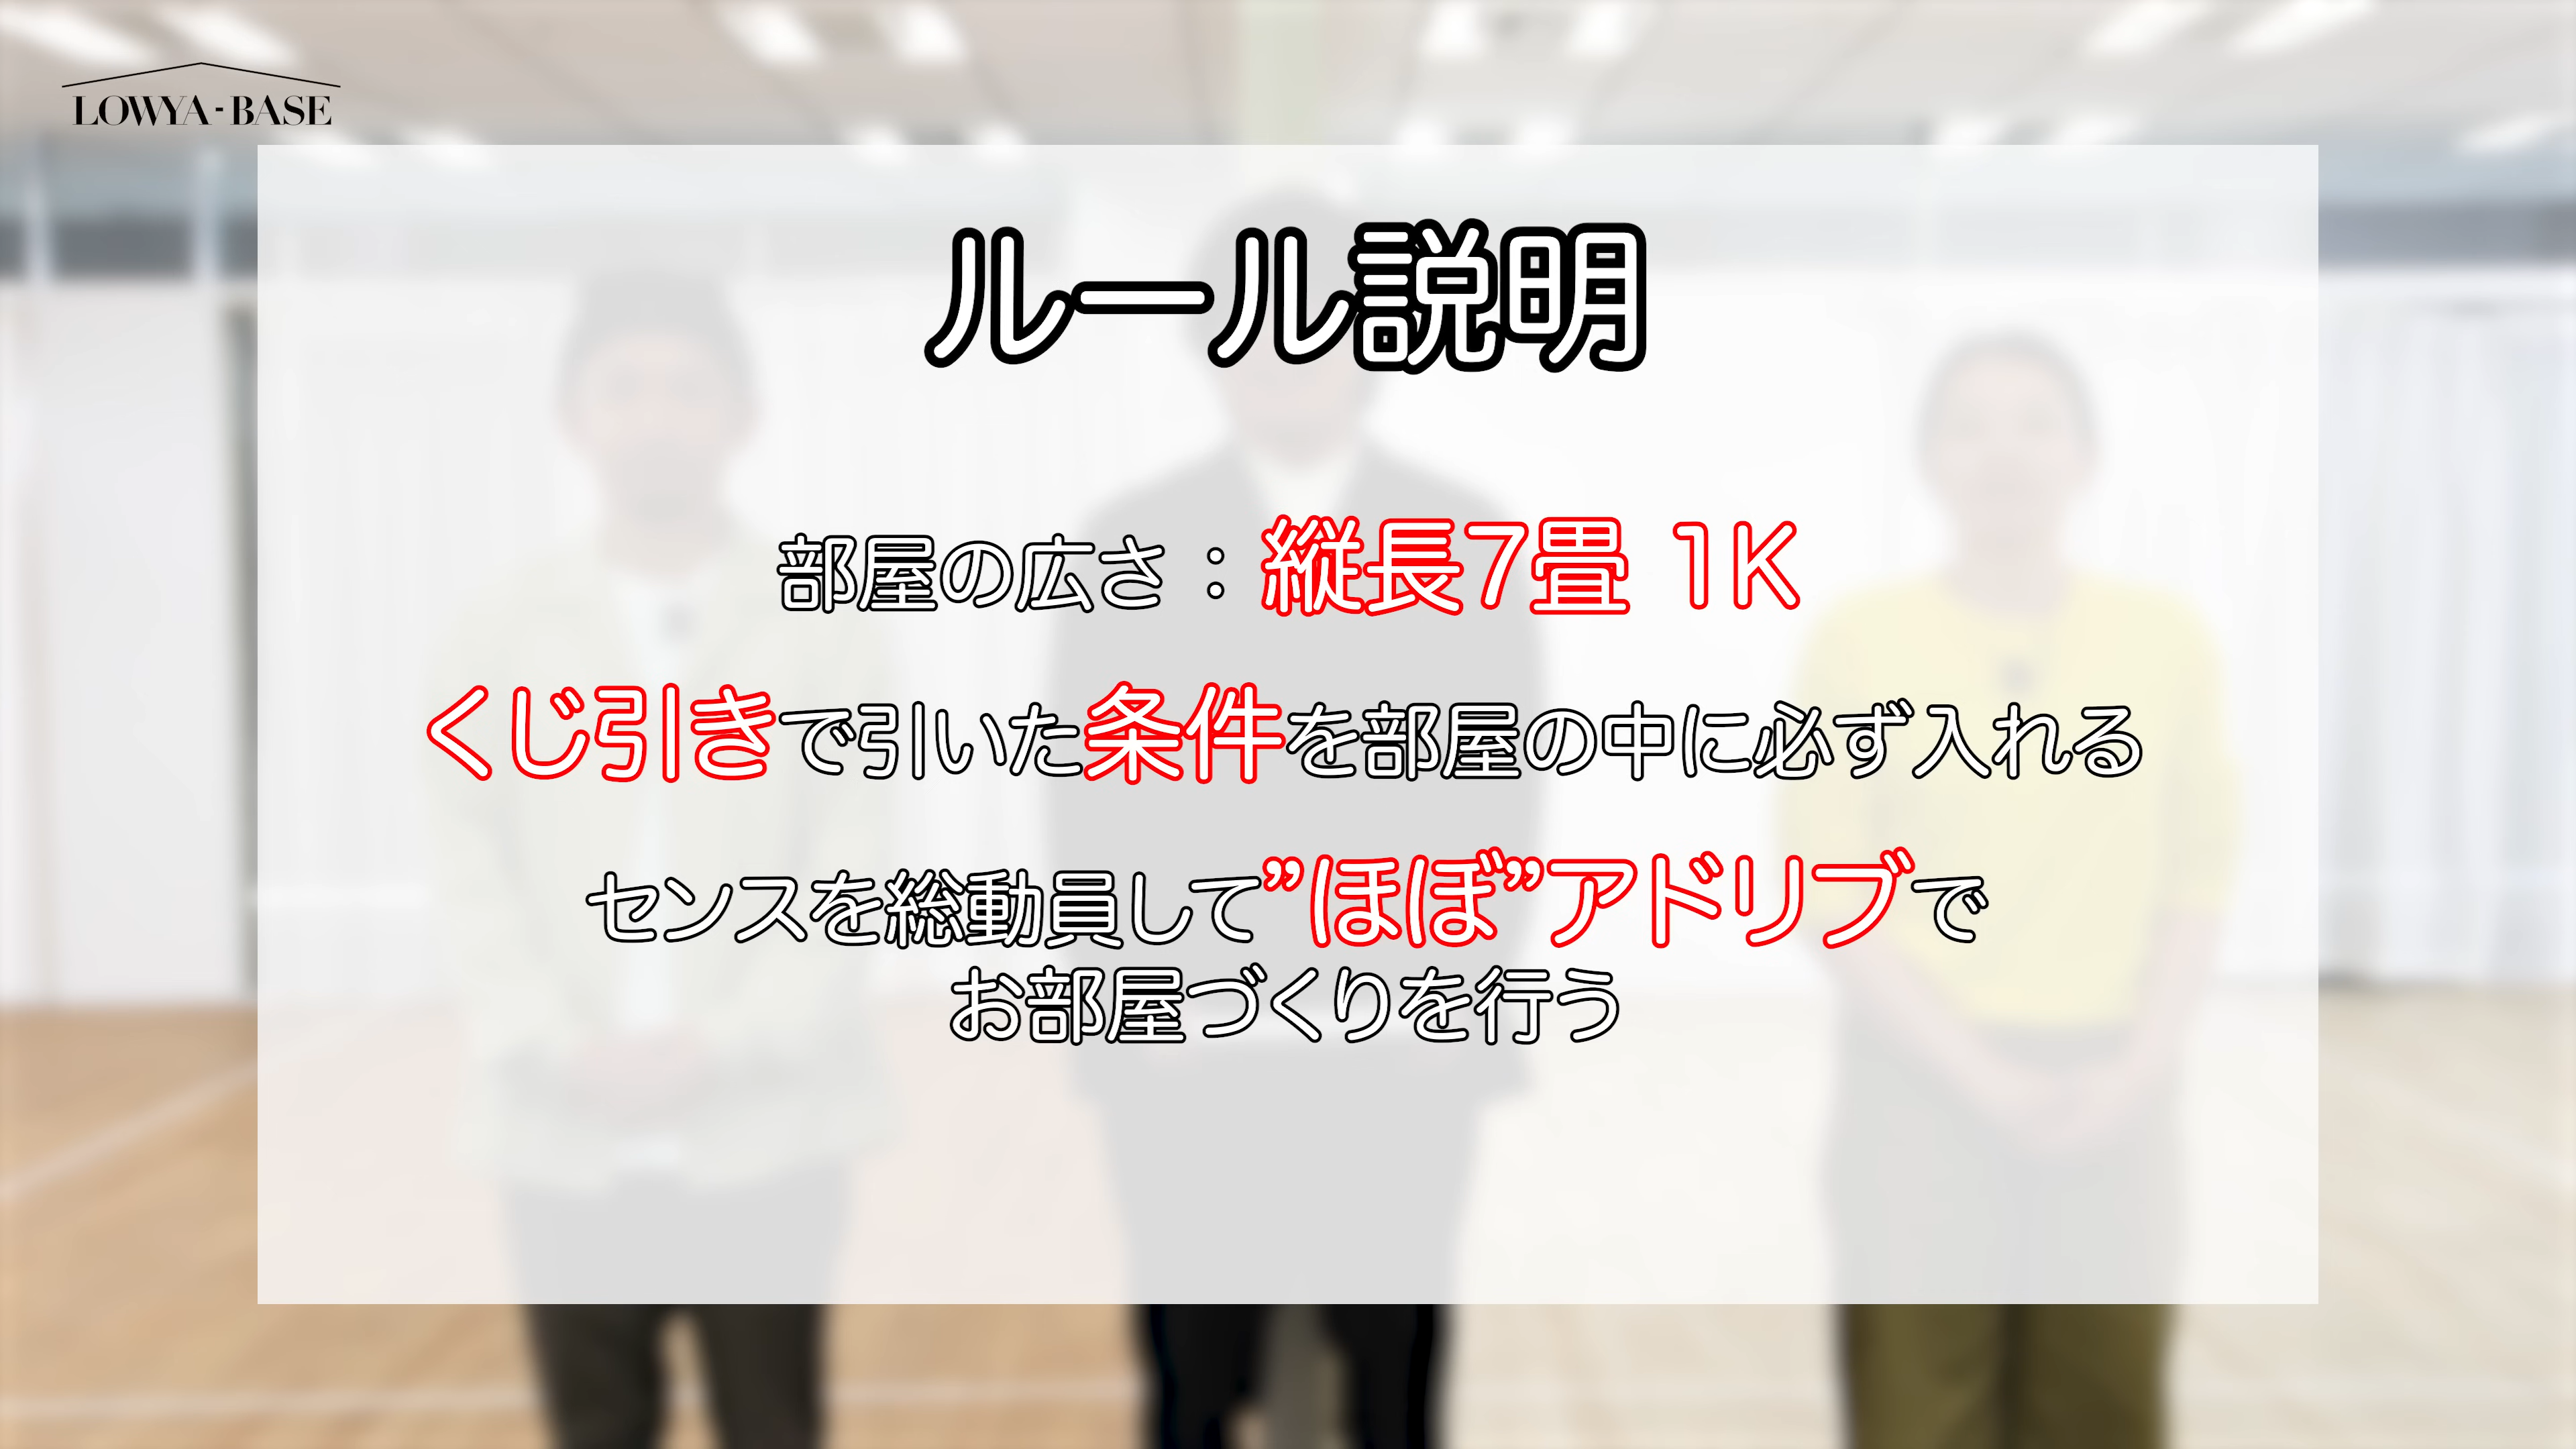 LOWYA-BASE
ルール説明
部屋の広さ：縦長7畳 1K
くじ引きで引いた条件を部屋の中に必ず入れる
センスを総動員して”ほぼ”アドリブで
お部屋づくりを行う